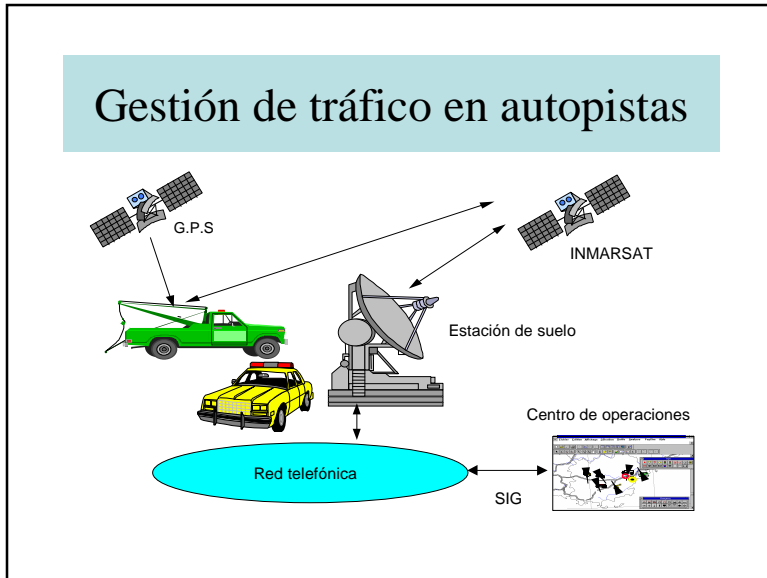 Gestión de tráfico en autopistas
G.P.S
INMARSAT
Estación de suelo
Centro de operaciones
Red telefónica
SIG